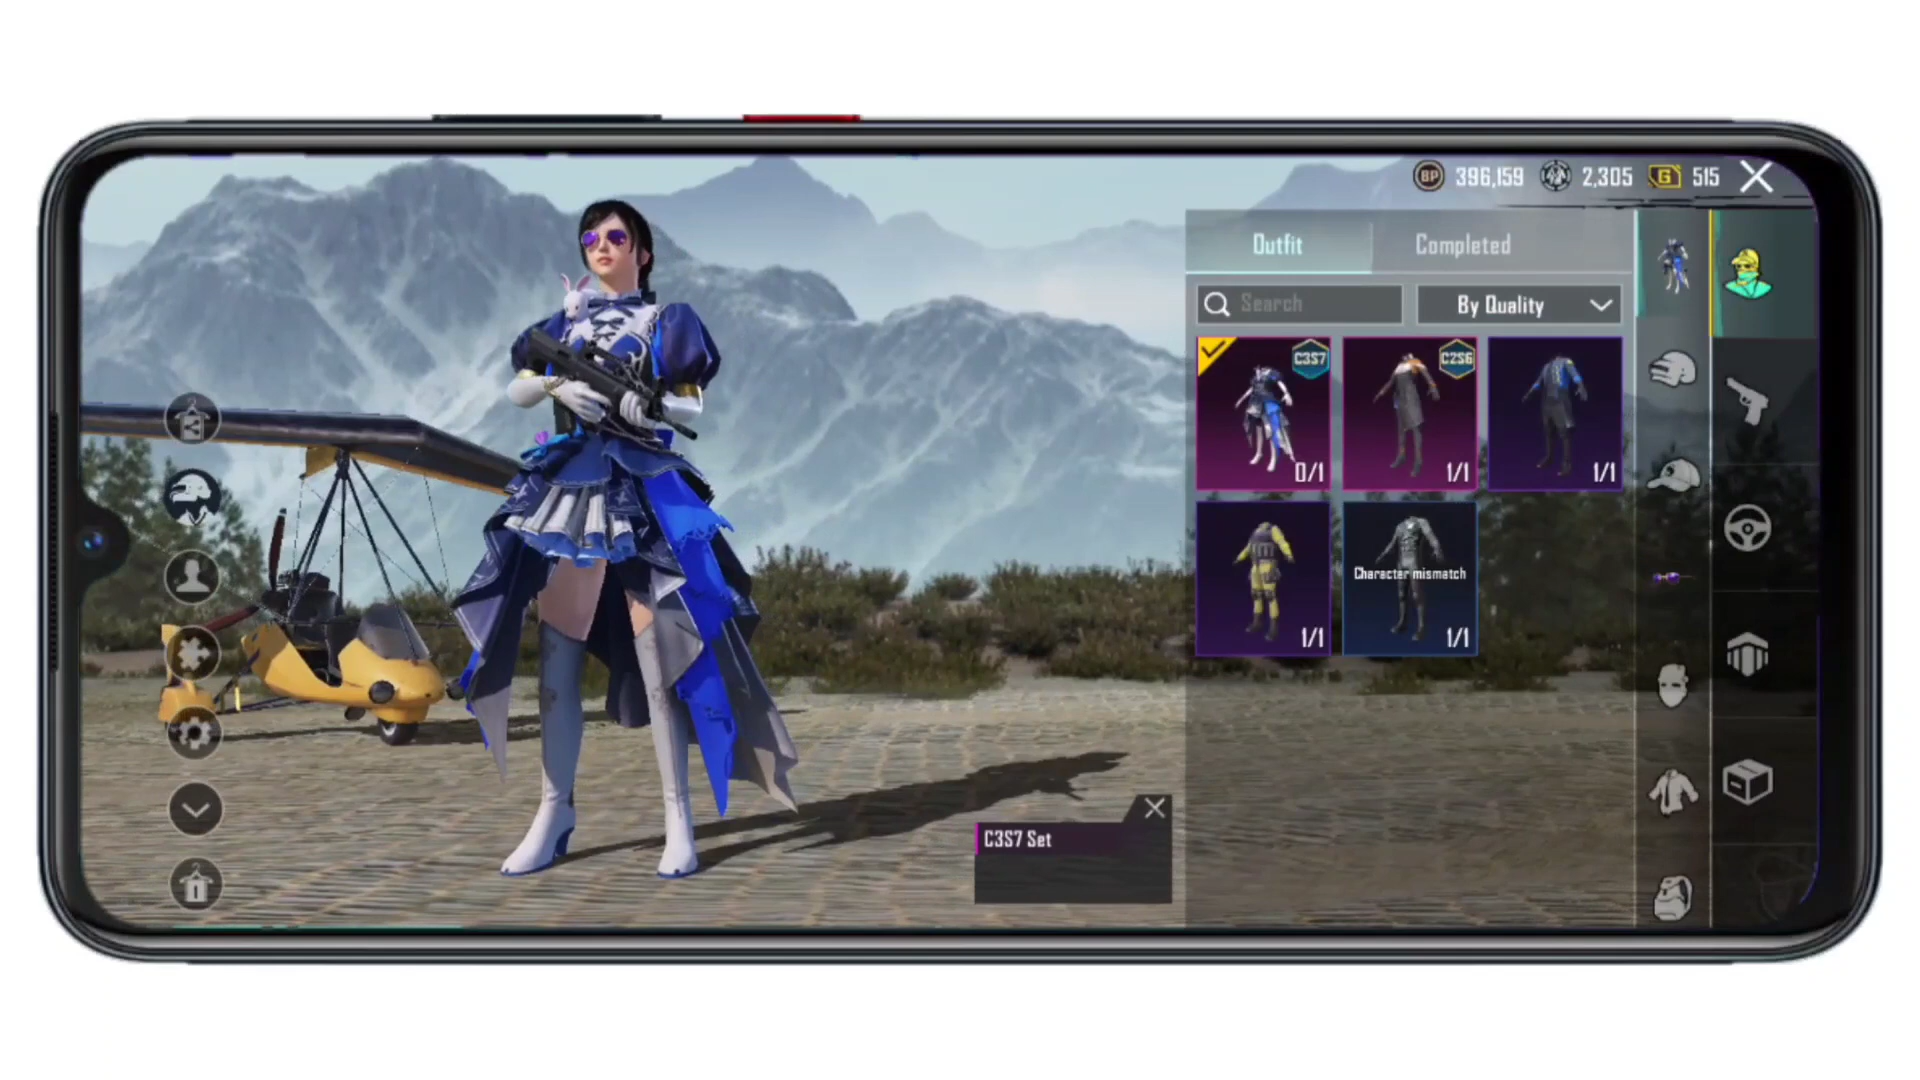 BP 396,159 2,305 G 515
Outfit Completed
Search By Quality
C3S7 C2S6
0/1 1/1 1/1
Character mismatch
1/1 1/1
C3S7 Set